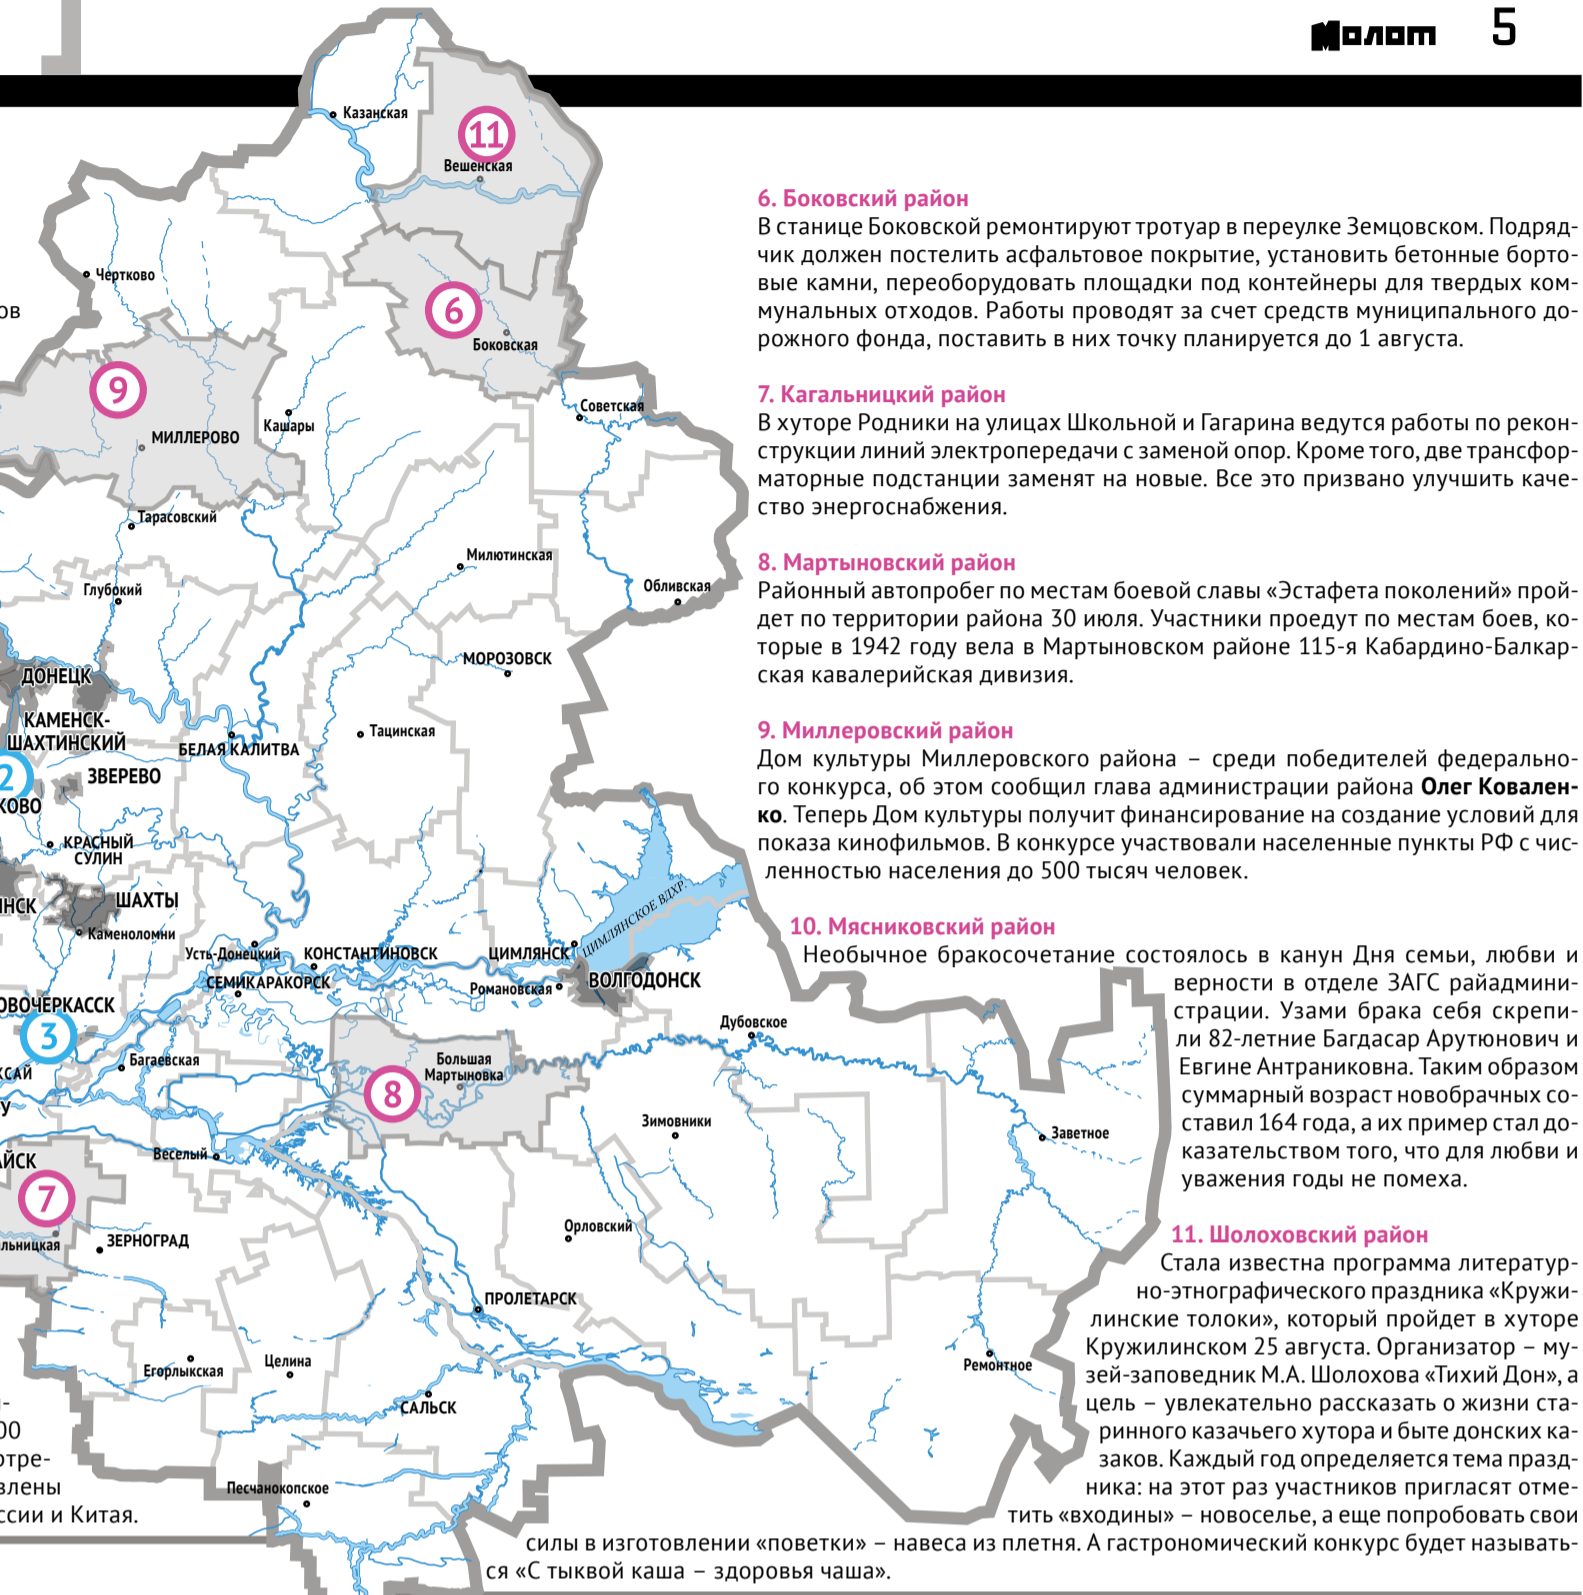 Молот 5
Казанская
11
Вешенская
Чертково
6
Боковская
9
МИЛЛЕРОВО
Кашары
Советская
Тарасовский
Милютинская
Глубокий
Обливская
ДОНЕЦК
МОРОЗОВСК
КАМЕНСК-
ШАХТИНСКИЙ
Тацинская
БЕЛАЯ КАЛИТВА
2
ЗВЕРЕВО
КОВО
КРАСНЫЙ
СУЛИН
ШАХТЫ
НСК
Каменоломни
ЦИМЛЯНСКОЕ ВДХР.
Усть-Донецкий
КОНСТАНТИНОВСК
ЦИМЛЯНСК
СЕМИКАРАКОРСК
Романовская
ВОЛГОДОНСК
ОВОЧЕРКАССК
3
Дубовское
Багаевская
Большая
Мартыновка
КСАЙ
8
У
Зимовники
Заветное
Веселый
АЙСК
7
Орловский
льницкая
ЗЕРНОГРАД
ПРОЛЕТАРСК
Егорлыкская
Целина
Ремонтное
САЛЬСК
Песчанокопское
ов
00
отре-
влены
ссии и Китая.
6. Боковский район
В станице Боковской ремонтируют тротуар в переулке Земцовском. Подряд-
чик должен постелить асфальтовое покрытие, установить бетонные борто-
вые камни, переоборудовать площадки под контейнеры для твердых ком-
мунальных отходов. Работы проводят за счет средств муниципального до-
рожного фонда, поставить в них точку планируется до 1 августа.
7. Кагальницкий район
В хуторе Родники на улицах Школьной и Гагарина ведутся работы по рекон-
струкции линий электропередачи с заменой опор. Кроме того, две трансфор-
маторные подстанции заменят на новые. Все это призвано улучшить каче-
ство энергоснабжения.
8. Мартыновский район
Районный автопробег по местам боевой славы «Эстафета поколений» прой-
дет по территории района 30 июля. Участники проедут по местам боев, ко-
торые в 1942 году вела в Мартыновском районе 115-я Кабардино-Балкар-
ская кавалерийская дивизия.
9. Миллеровский район
Дом культуры Миллеровского района – среди победителей федерально-
го конкурса, об этом сообщил глава администрации района Олег Ковален-
ко. Теперь Дом культуры получит финансирование на создание условий для
показа кинофильмов. В конкурсе участвовали населенные пункты РФ с чис-
ленностью населения до 500 тысяч человек.
10. Мясниковский район
Необычное бракосочетание состоялось в канун Дня семьи, любви и
верности в отделе ЗАГС райадмини-
страции. Узами брака себя скрепи-
ли 82-летние Багдасар Арутюнович и
Евгине Антраниковна. Таким образом
суммарный возраст новобрачных со-
ставил 164 года, а их пример стал до-
казательством того, что для любви и
уважения годы не помеха.
11. Шолоховский район
Стала известна программа литератур-
но-этнографического праздника «Кружи-
линские толоки», который пройдет в хуторе
Кружилинском 25 августа. Организатор – му-
зей-заповедник М.А. Шолохова «Тихий Дон», а
цель – увлекательно рассказать о жизни ста-
ринного казачьего хутора и быте донских ка-
заков. Каждый год определяется тема празд-
ника: на этот раз участников пригласят отме-
тить «входины» – новоселье, а еще попробовать свои
силы в изготовлении «поветки» – навеса из плетня. А гастрономический конкурс будет называть-
ся «С тыквой каша – здоровья чаша».